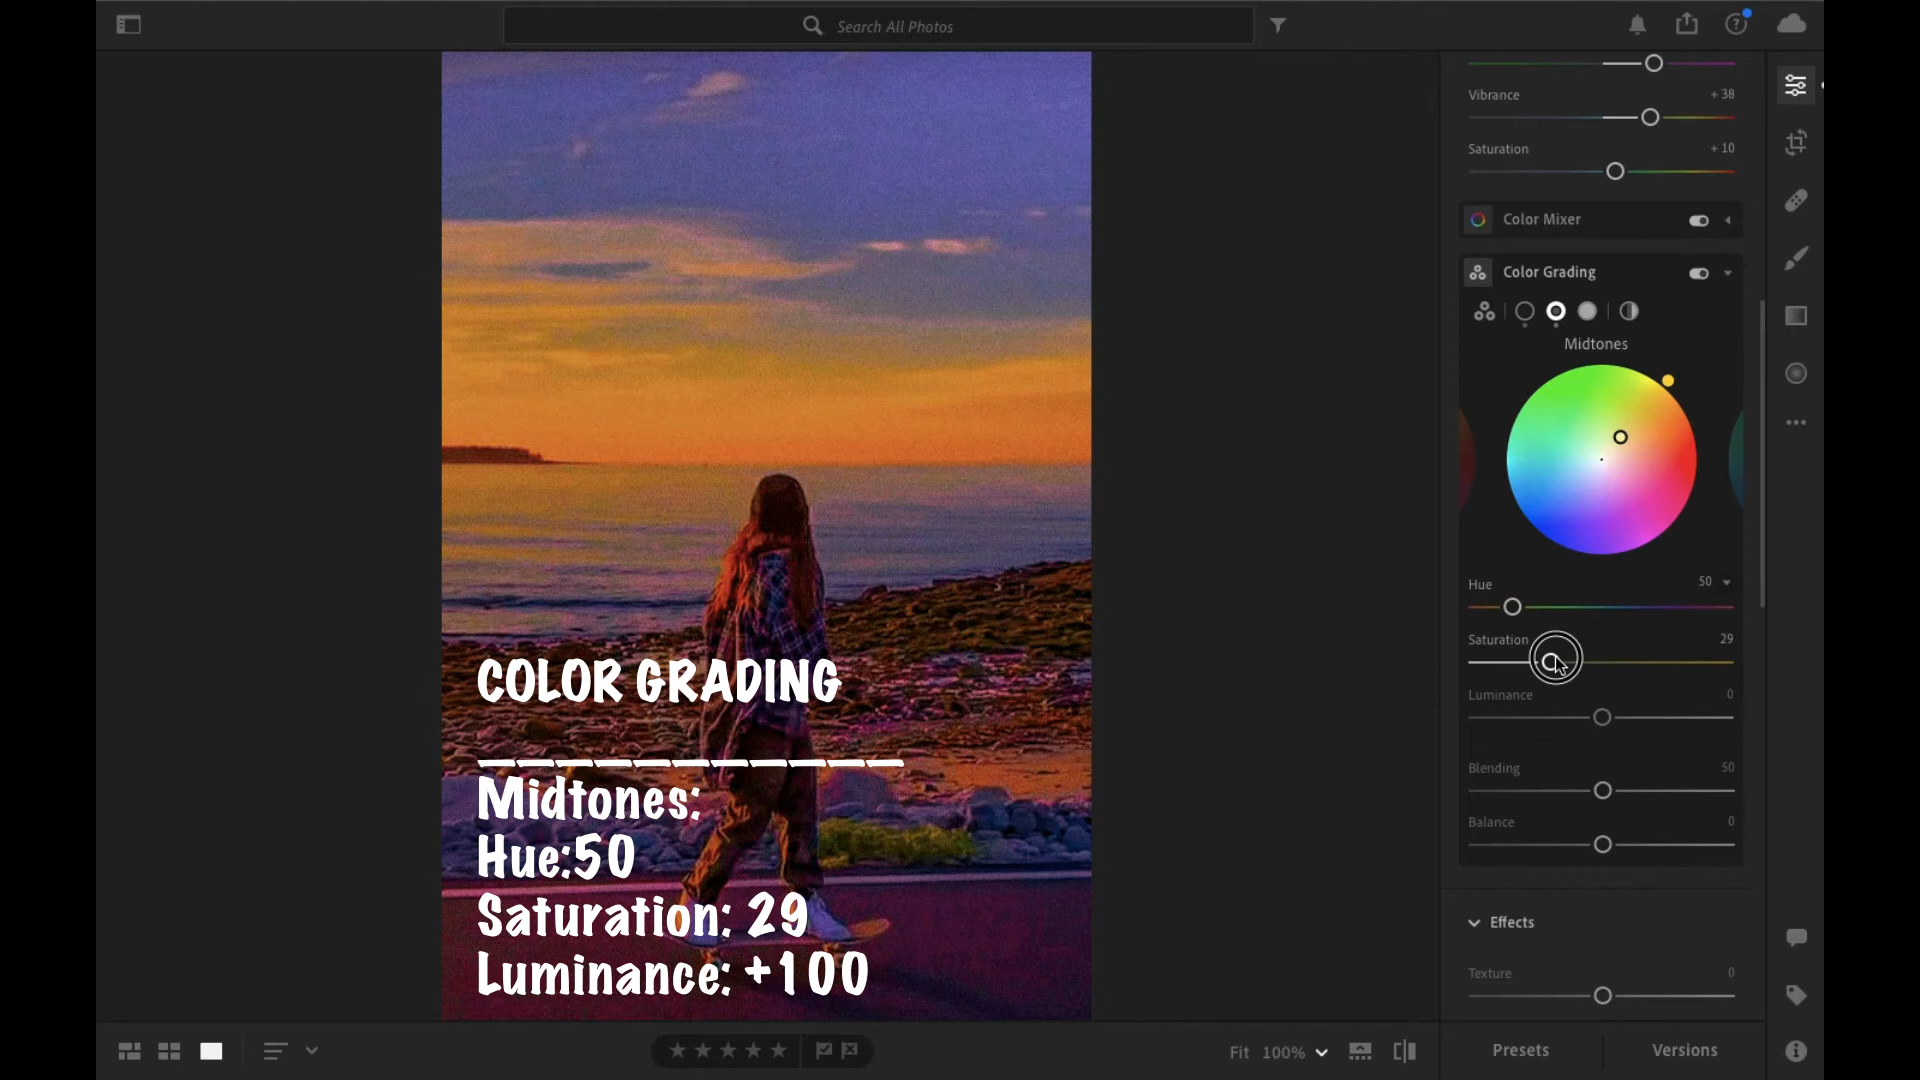 Search All Photos
Vibrance + 38
Saturation + 10
Color Mixer
Color Grading
Midtones
Hue 50
Saturation 29
Luminance 0
Blending 50
Balance 0
Effects
Texture 0
COLOR GRADING
____________
Midtones:
Hue:50
Saturation: 29
Luminance: +100
Fit 100%
Presets Versions